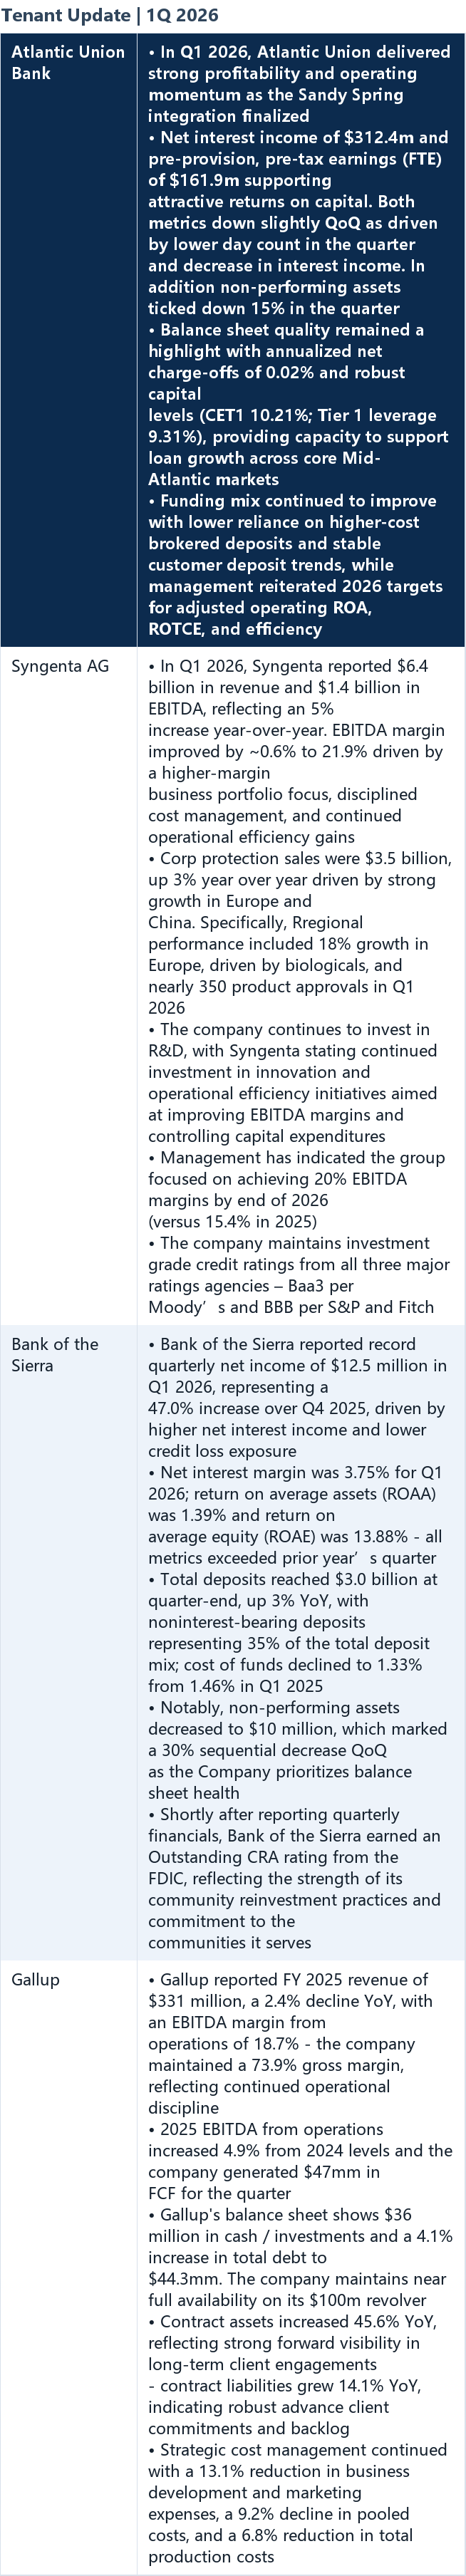 Tenant Update | 1Q 2026
Atlantic Union
Bank
• In Q1 2026, Atlantic Union delivered
strong profitability and operating
momentum as the Sandy Spring
integration finalized
• Net interest income of $312.4m and
pre-provision, pre-tax earnings (FTE)
of $161.9m supporting
attractive returns on capital. Both
metrics down slightly QoQ as driven
by lower day count in the quarter
and decrease in interest income. In
addition non-performing assets
ticked down 15% in the quarter
• Balance sheet quality remained a
highlight with annualized net
charge-offs of 0.02% and robust
capital
levels (CET1 10.21%; Tier 1 leverage
9.31%), providing capacity to support
loan growth across core Mid-
Atlantic markets
• Funding mix continued to improve
with lower reliance on higher-cost
brokered deposits and stable
customer deposit trends, while
management reiterated 2026 targets
for adjusted operating ROA,
ROTCE, and efficiency
Syngenta AG
• In Q1 2026, Syngenta reported $6.4
billion in revenue and $1.4 billion in
EBITDA, reflecting an 5%
increase year-over-year. EBITDA margin
improved by ~0.6% to 21.9% driven by
a higher-margin
business portfolio focus, disciplined
cost management, and continued
operational efficiency gains
• Corp protection sales were $3.5 billion,
up 3% year over year driven by strong
growth in Europe and
China. Specifically, Rregional
performance included 18% growth in
Europe, driven by biologicals, and
nearly 350 product approvals in Q1
2026
• The company continues to invest in
R&D, with Syngenta stating continued
investment in innovation and
operational efficiency initiatives aimed
at improving EBITDA margins and
controlling capital expenditures
• Management has indicated the group
focused on achieving 20% EBITDA
margins by end of 2026
(versus 15.4% in 2025)
• The company maintains investment
grade credit ratings from all three major
ratings agencies – Baa3 per
Moody’s and BBB per S&P and Fitch
Bank of the
Sierra
• Bank of the Sierra reported record
quarterly net income of $12.5 million in
Q1 2026, representing a
47.0% increase over Q4 2025, driven by
higher net interest income and lower
credit loss exposure
• Net interest margin was 3.75% for Q1
2026; return on average assets (ROAA)
was 1.39% and return on
average equity (ROAE) was 13.88% - all
metrics exceeded prior year’s quarter
• Total deposits reached $3.0 billion at
quarter-end, up 3% YoY, with
noninterest-bearing deposits
representing 35% of the total deposit
mix; cost of funds declined to 1.33%
from 1.46% in Q1 2025
• Notably, non-performing assets
decreased to $10 million, which marked
a 30% sequential decrease QoQ
as the Company prioritizes balance
sheet health
• Shortly after reporting quarterly
financials, Bank of the Sierra earned an
Outstanding CRA rating from the
FDIC, reflecting the strength of its
community reinvestment practices and
commitment to the
communities it serves
Gallup
• Gallup reported FY 2025 revenue of
$331 million, a 2.4% decline YoY, with
an EBITDA margin from
operations of 18.7% - the company
maintained a 73.9% gross margin,
reflecting continued operational
discipline
• 2025 EBITDA from operations
increased 4.9% from 2024 levels and the
company generated $47mm in
FCF for the quarter
• Gallup's balance sheet shows $36
million in cash / investments and a 4.1%
increase in total debt to
$44.3mm. The company maintains near
full availability on its $100m revolver
• Contract assets increased 45.6% YoY,
reflecting strong forward visibility in
long-term client engagements
- contract liabilities grew 14.1% YoY,
indicating robust advance client
commitments and backlog
• Strategic cost management continued
with a 13.1% reduction in business
development and marketing
expenses, a 9.2% decline in pooled
costs, and a 6.8% reduction in total
production costs